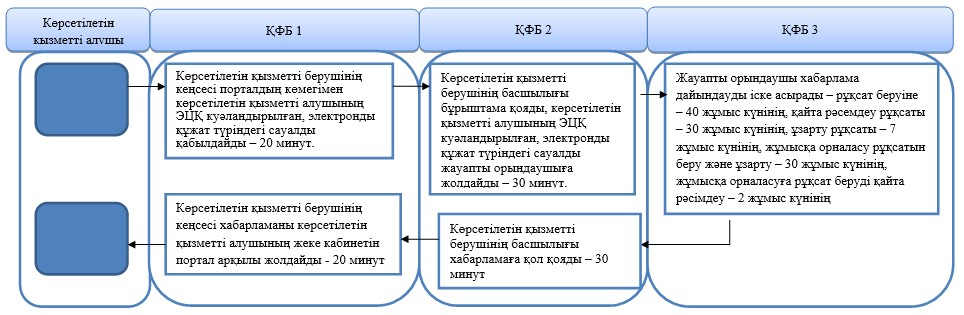 Көрсетілетін
қызметті алушы
ҚФБ 1
ҚФБ 2
ҚФБ 3
Көрсетілетін қызметті берушінің
кеңсесі порталдың көмегімен
көрсетілетін қызметті алушының
ЭЦҚ куәландырылған, электронды
құжат түріндегі сауалды
қабылдайды – 20 минут.
Көрсетілетін қызметті
берушінің басшылығы
бұрыштама қояды, көрсетілетін
қызметті алушының ЭЦҚ
куәландырылған, электронды
құжат түріндегі сауалды
жауапты орындаушыға
жолдайды – 30 минут.
Жауапты орындаушы хабарлама
дайындауды іске асырады – рұқсат беруіне
– 40 жұмыс күнінің, қайта рәсемдеу рұқсаты
– 30 жұмыс күнінің, ұзарту рұқсаты – 7
жұмыс күнінің, жұмысқа орналасу рұқсатын
беру және ұзарту – 30 жұмыс күнінің,
жұмысқа орналасуға рұқсат беруді қайта
рәсімдеу – 2 жұмыс күнінің
Көрсетілетін қызметті берушінің
кеңсесі хабарламаны көрсетілетін
қызметті алушының жеке кабинетін
портал арқылы жолдайды - 20 минут
Көрсетілетін қызметті
берушінің басшылығы
хабарламаға қол қояды – 30
минут